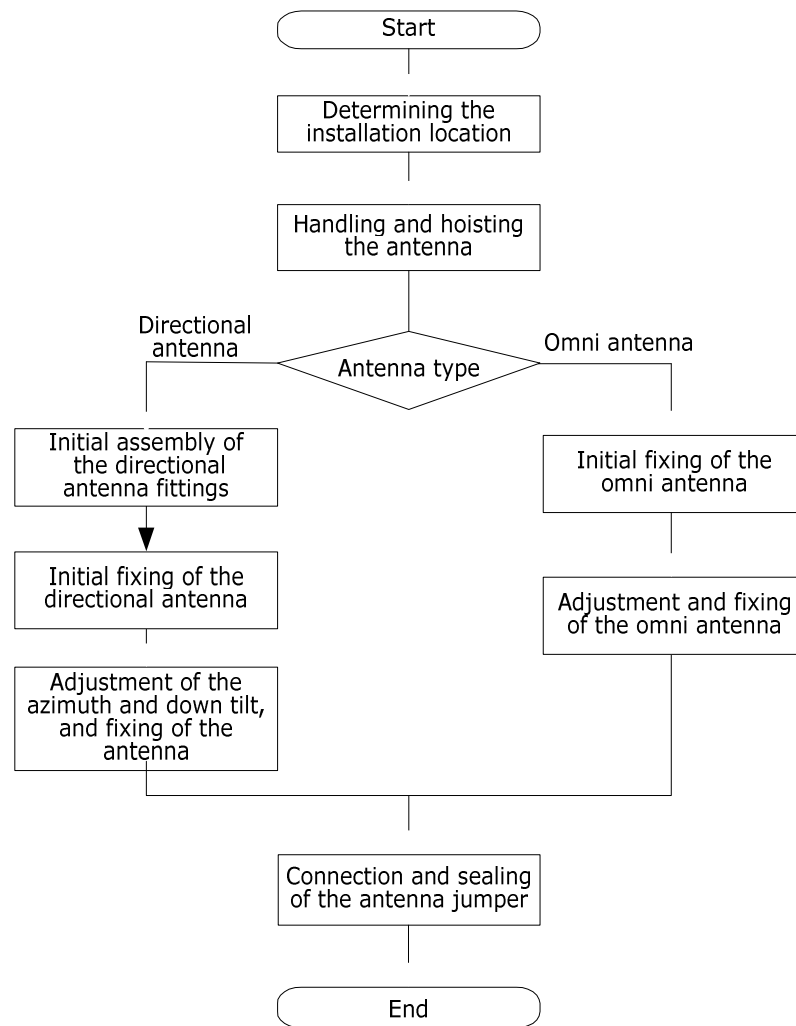 Start
Determining the
installation location
Handling and hoisting
the antenna
Directional
antenna
Antenna type
Omni antenna
Initial assembly of
the directional
antenna fittings
Initial fixing of the
directional antenna
Adjustment of the
azimuth and down tilt,
and fixing of the
antenna
Initial fixing of the
omni antenna
Adjustment and fixing
of the omni antenna
Connection and sealing
of the antenna jumper
End